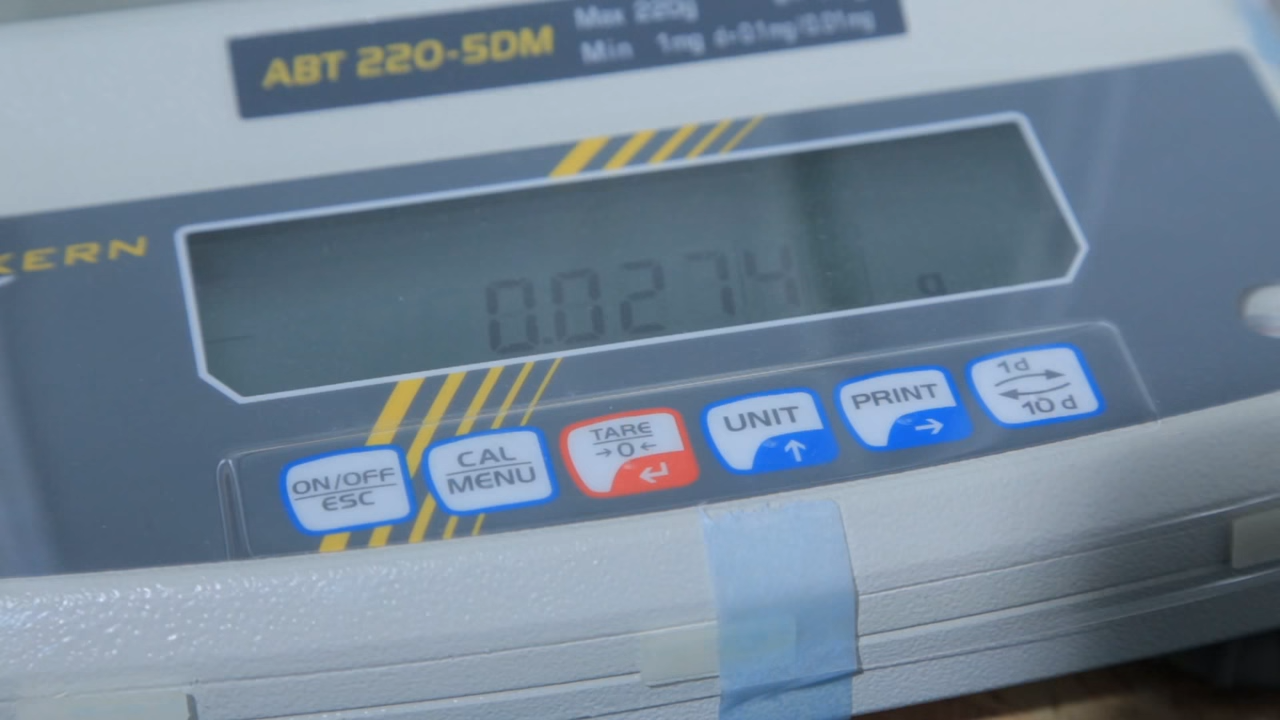 ABT 220-5DM
Max 220g
Min 1mg d=0.1mg/0.01mg
KERN
0.0274 g
ON/OFF
ESC
CAL
MENU
TARE
→0←
UNIT
PRINT
1d
10 d